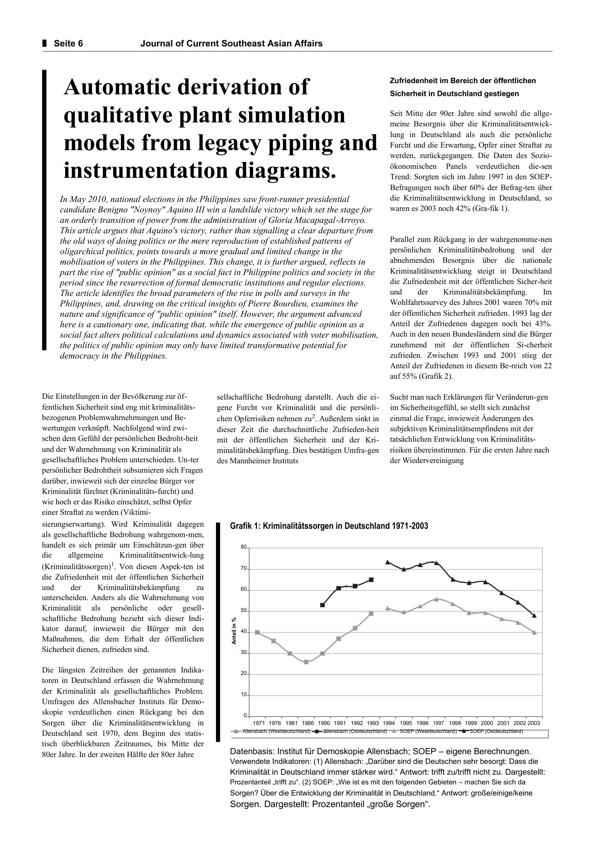 Seite 6
Journal of Current Southeast Asian Affairs
Automatic derivation of
qualitative plant simulation
models from legacy piping and
instrumentation diagrams.
In May 2010, national elections in the Philippines saw front-runner presidential
candidate Benigno "Noynoy" Aquino III win a landslide victory which set the stage for
an orderly transition of power from the administration of Gloria Macapagal-Arroyo.
This article argues that Aquino's victory, rather than signalling a clear departure from
the old ways of doing politics or the mere reproduction of established patterns of
oligarchical politics, points towards a more gradual and limited change in the
mobilisation of voters in the Philippines. This change, it is further argued, reflects in
part the rise of "public opinion" as a social fact in Philippine politics and society in the
period since the resurrection of formal democratic institutions and regular elections.
The article identifies the broad parameters of the rise in polls and surveys in the
Philippines, and, drawing on the critical insights of Pierre Bourdieu, examines the
nature and significance of "public opinion" itself. However, the argument advanced
here is a cautionary one, indicating that, while the emergence of public opinion as a
social fact alters political calculations and dynamics associated with voter mobilisation,
the politics of public opinion may only have limited transformative potential for
democracy in the Philippines.
Zufriedenheit im Bereich der öffentlichen
Sicherheit in Deutschland gestiegen
Seit Mitte der 90er Jahre sind sowohl die allge-
meine Besorgnis über die Kriminalitätsentwick-
lung in Deutschland als auch die persönliche
Furcht und die Erwartung, Opfer einer Straftat zu
werden, zurückgegangen. Die Daten des Sozio-
ökonomischen Panels verdeutlichen die-sen
Trend: Sorgten sich im Jahre 1997 in den SOEP-
Befragungen noch über 60% der Befrag-ten über
die Kriminalitätsentwicklung in Deutschland, so
waren es 2003 noch 42% (Gra-fik 1).
Parallel zum Rückgang in der wahrgenomme-nen
persönlichen Kriminalitätsbedrohung und der
abnehmenden Besorgnis über die nationale
Kriminalitätsentwicklung steigt in Deutschland
die Zufriedenheit mit der öffentlichen Sicher-heit
und der Kriminalitätsbekämpfung. Im
Wohlfahrtssurvey des Jahres 2001 waren 70% mit
der öffentlichen Sicherheit zufrieden. 1993 lag der
Anteil der Zufriedenen dagegen noch bei 43%.
Auch in den neuen Bundesländern sind die Bürger
zunehmend mit der öffentlichen Si-cherheit
zufrieden. Zwischen 1993 und 2001 stieg der
Anteil der Zufriedenen in diesem Be-reich von 22
auf 55% (Grafik 2).
Die Einstellungen in der Bevölkerung zur öf-
fentlichen Sicherheit sind eng mit kriminalitäts-
bezogenen Problemwahrnehmungen und Be-
wertungen verknüpft. Nachfolgend wird zwi-
schen dem Gefühl der persönlichen Bedroht-heit
und der Wahrnehmung von Kriminalität als
gesellschaftliches Problem unterschieden. Un-ter
persönlicher Bedrohtheit subsumieren sich Fragen
darüber, inwieweit sich der einzelne Bürger vor
Kriminalität fürchtet (Kriminalitäts-furcht) und
wie hoch er das Risiko einschätzt, selbst Opfer
einer Straftat zu werden (Viktimi-
sierungserwartung). Wird Kriminalität dagegen
als gesellschaftliche Bedrohung wahrgenom-men,
handelt es sich primär um Einschätzun-gen über
die allgemeine Kriminalitätsentwick-lung
(Kriminalitätssorgen)1. Von diesen Aspek-ten ist
die Zufriedenheit mit der öffentlichen Sicherheit
und der Kriminalitätsbekämpfung zu
unterscheiden. Anders als die Wahrnehmung von
Kriminalität als persönliche oder gesell-
schaftliche Bedrohung bezieht sich dieser Indi-
kator darauf, inwieweit die Bürger mit den
Maßnahmen, die dem Erhalt der öffentlichen
Sicherheit dienen, zufrieden sind.
Die längsten Zeitreihen der genannten Indika-
toren in Deutschland erfassen die Wahrnehmung
der Kriminalität als gesellschaftliches Problem.
Umfragen des Allensbacher Instituts für Demo-
skopie verdeutlichen einen Rückgang bei den
Sorgen über die Kriminalitätsentwicklung in
Deutschland seit 1970, dem Beginn des statis-
tisch überblickbaren Zeitraumes, bis Mitte der
80er Jahre. In der zweiten Hälfte der 80er Jahre
sellschaftliche Bedrohung darstellt. Auch die ei-
gene Furcht vor Kriminalität und die persönli-
chen Opferrisiken nehmen zu2. Außerdem sinkt in
dieser Zeit die durchschnittliche Zufrieden-heit
mit der öffentlichen Sicherheit und der Kri-
minalitätsbekämpfung. Dies bestätigen Umfra-gen
des Mannheimer Instituts
Sucht man nach Erklärungen für Veränderun-gen
im Sicherheitsgefühl, so stellt sich zunächst
einmal die Frage, inwieweit Änderungen des
subjektiven Kriminalitätsempfindens mit der
tatsächlichen Entwicklung von Kriminalitäts-
risiken übereinstimmen. Für die ersten Jahre nach
der Wiedervereinigung
Grafik 1: Kriminalitätssorgen in Deutschland 1971-2003
Anteil in %
80
70
60
50
40
30
20
10
0
1971 1976 1981 1986 1990 1991 1992 1993 1994 1995 1996 1997 1998 1999 2000 2001 2002 2003
Allensbach (Westdeutschland) Allensbach (Ostdeutschland) SOEP (Westdeutschland) SOEP (Ostdeutschland)
Datenbasis: Institut für Demoskopie Allensbach; SOEP – eigene Berechnungen.
Verwendete Indikatoren: (1) Allensbach: „Darüber sind die Deutschen sehr besorgt: Dass die
Kriminalität in Deutschland immer stärker wird.“ Antwort: trifft zu/trifft nicht zu. Dargestellt:
Prozentanteil „trifft zu“. (2) SOEP: „Wie ist es mit den folgenden Gebieten – machen Sie sich da
Sorgen? Über die Entwicklung der Kriminalität in Deutschland.“ Antwort: große/einige/keine
Sorgen. Dargestellt: Prozentanteil „große Sorgen“.